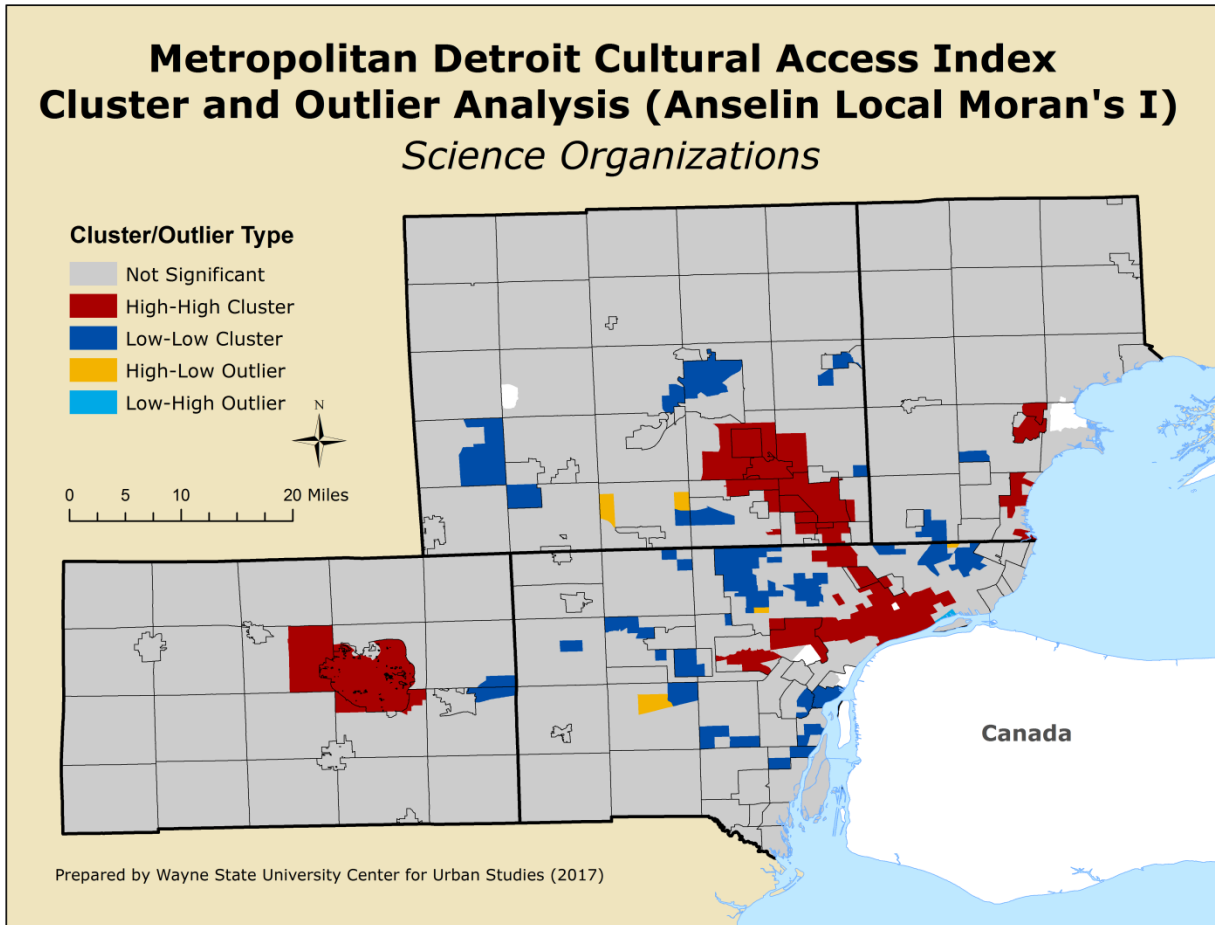 Metropolitan Detroit Cultural Access Index
Cluster and Outlier Analysis (Anselin Local Moran's I)
Science Organizations
Cluster/Outlier Type
Not Significant
High-High Cluster
Low-Low Cluster
High-Low Outlier
Low-High Outlier
N
0 5 10 20 Miles
Canada
Prepared by Wayne State University Center for Urban Studies (2017)